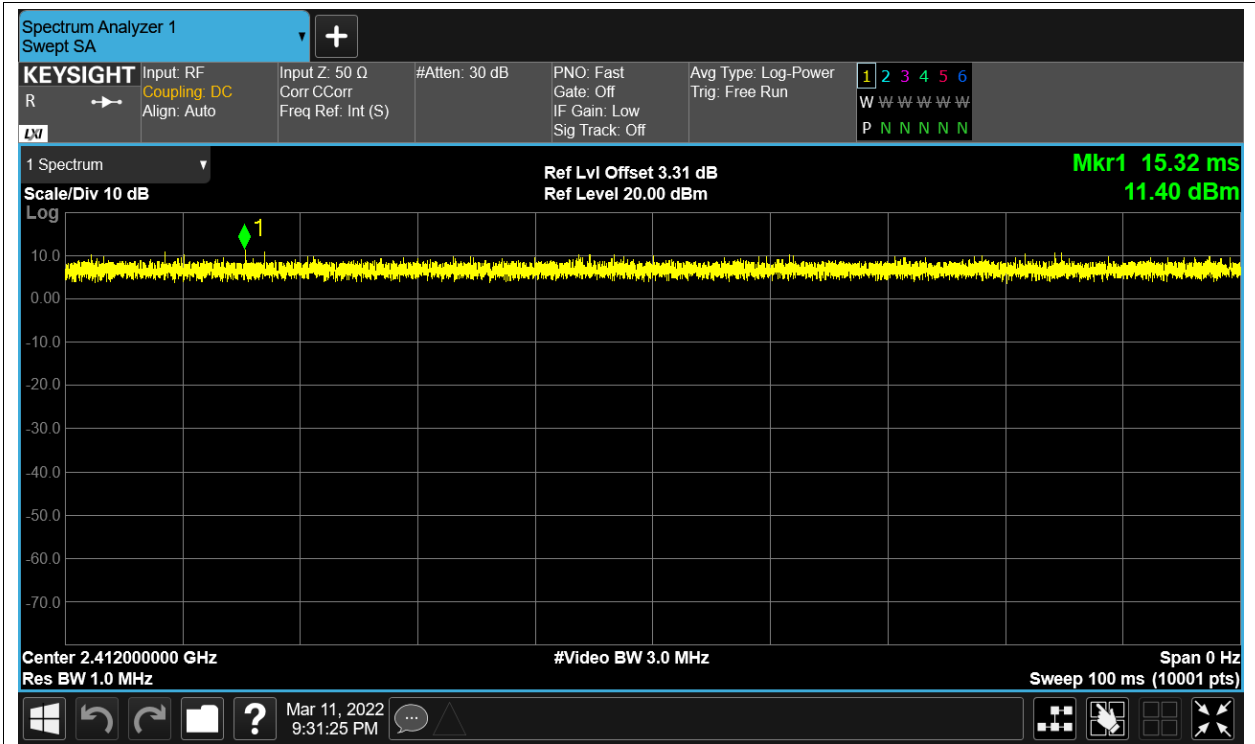 Spectrum Analyzer 1
Swept SA
+
KEYSIGHT
R
LXI
Input: RF
Coupling: DC
Align: Auto
Input Z: 50 Ω
Corr CCorr
Freq Ref: Int (S)
#Atten: 30 dB
PNO: Fast
Gate: Off
IF Gain: Low
Sig Track: Off
Avg Type: Log-Power
Trig: Free Run
1 2 3 4 5 6
W W W W W W
P N N N N N
1 Spectrum
Scale/Div 10 dB
Ref Lvl Offset 3.31 dB
Ref Level 20.00 dBm
Mkr1 15.32 ms
11.40 dBm
Log
1
10.0
0.00
-10.0
-20.0
-30.0
-40.0
-50.0
-60.0
-70.0
Center 2.412000000 GHz
#Video BW 3.0 MHz
Span 0 Hz
Res BW 1.0 MHz
Sweep 100 ms (10001 pts)
?
Mar 11, 2022
9:31:25 PM